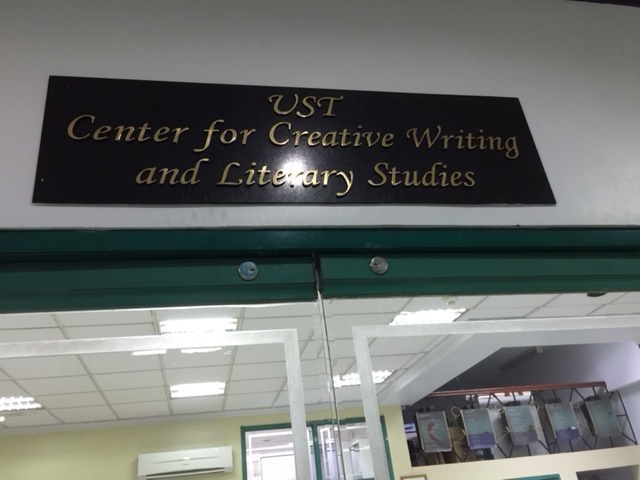 UST
Center for Creative Writing
and Literary Studies